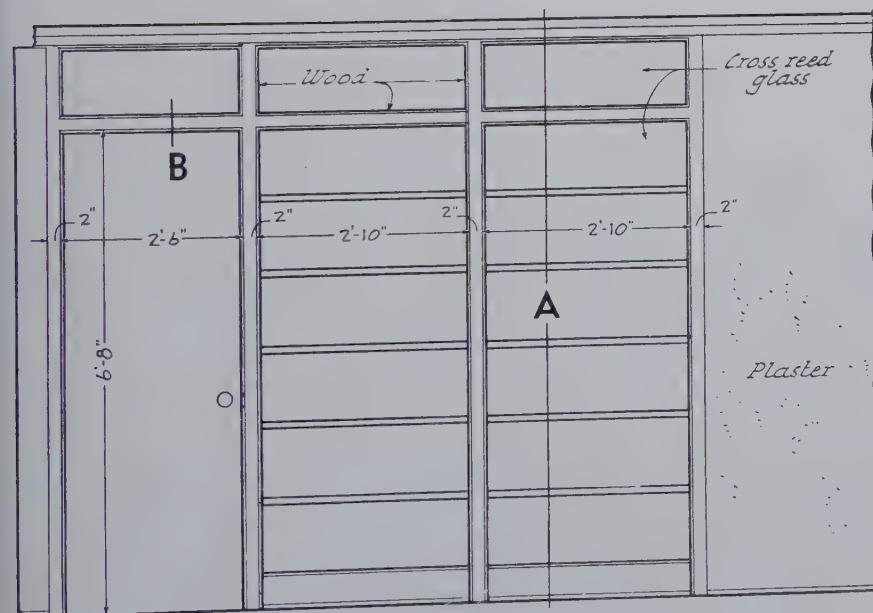 Wood
Cross reed
glass
B
2"
2'-6"
2"
2'-10"
2"
2'-10"
2"
A
6'-8"
Plaster